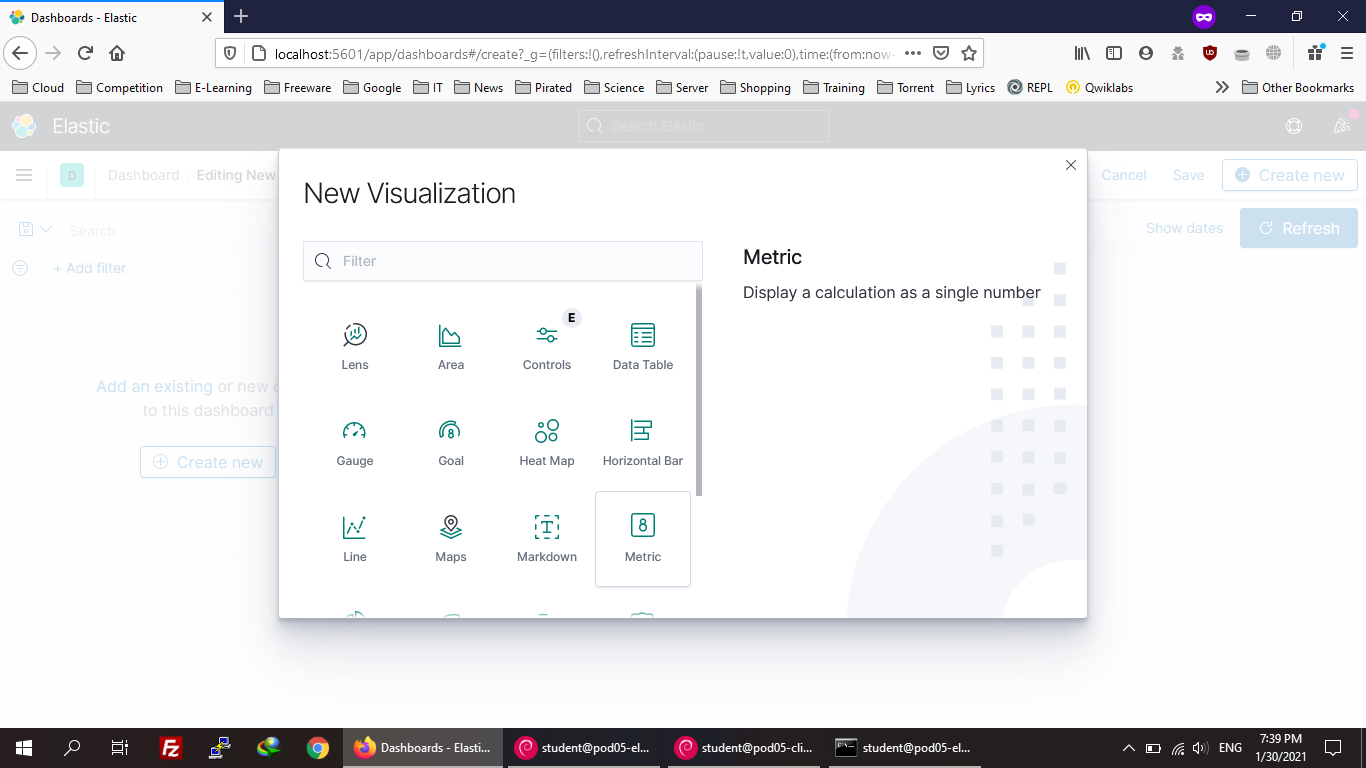 Dashboards - Elastic
localhost:5601/app/dashboards#/create?_g=(filters:!(),refreshInterval:(pause:!t,value:0),time:(from:now-
Cloud Competition E-Learning Freeware Google IT News Pirated Science Server Shopping Training Torrent Lyrics REPL Qwiklabs Other Bookmarks
Elastic
Search Elastic
D Dashboard / Editing New Cancel Save Create new
Search Show dates Refresh
+ Add filter
Add an existing or new
to this dashboard
Create new
New Visualization
Filter
E
Lens Area Controls Data Table
Gauge 8 Goal Heat Map Horizontal Bar
Line Maps T Markdown 8 Metric
Metric
Display a calculation as a single number
Fz Dashboards - Elasti... student@pod05-el... student@pod05-cli... student@pod05-el... ENG 7:39 PM
1/30/2021